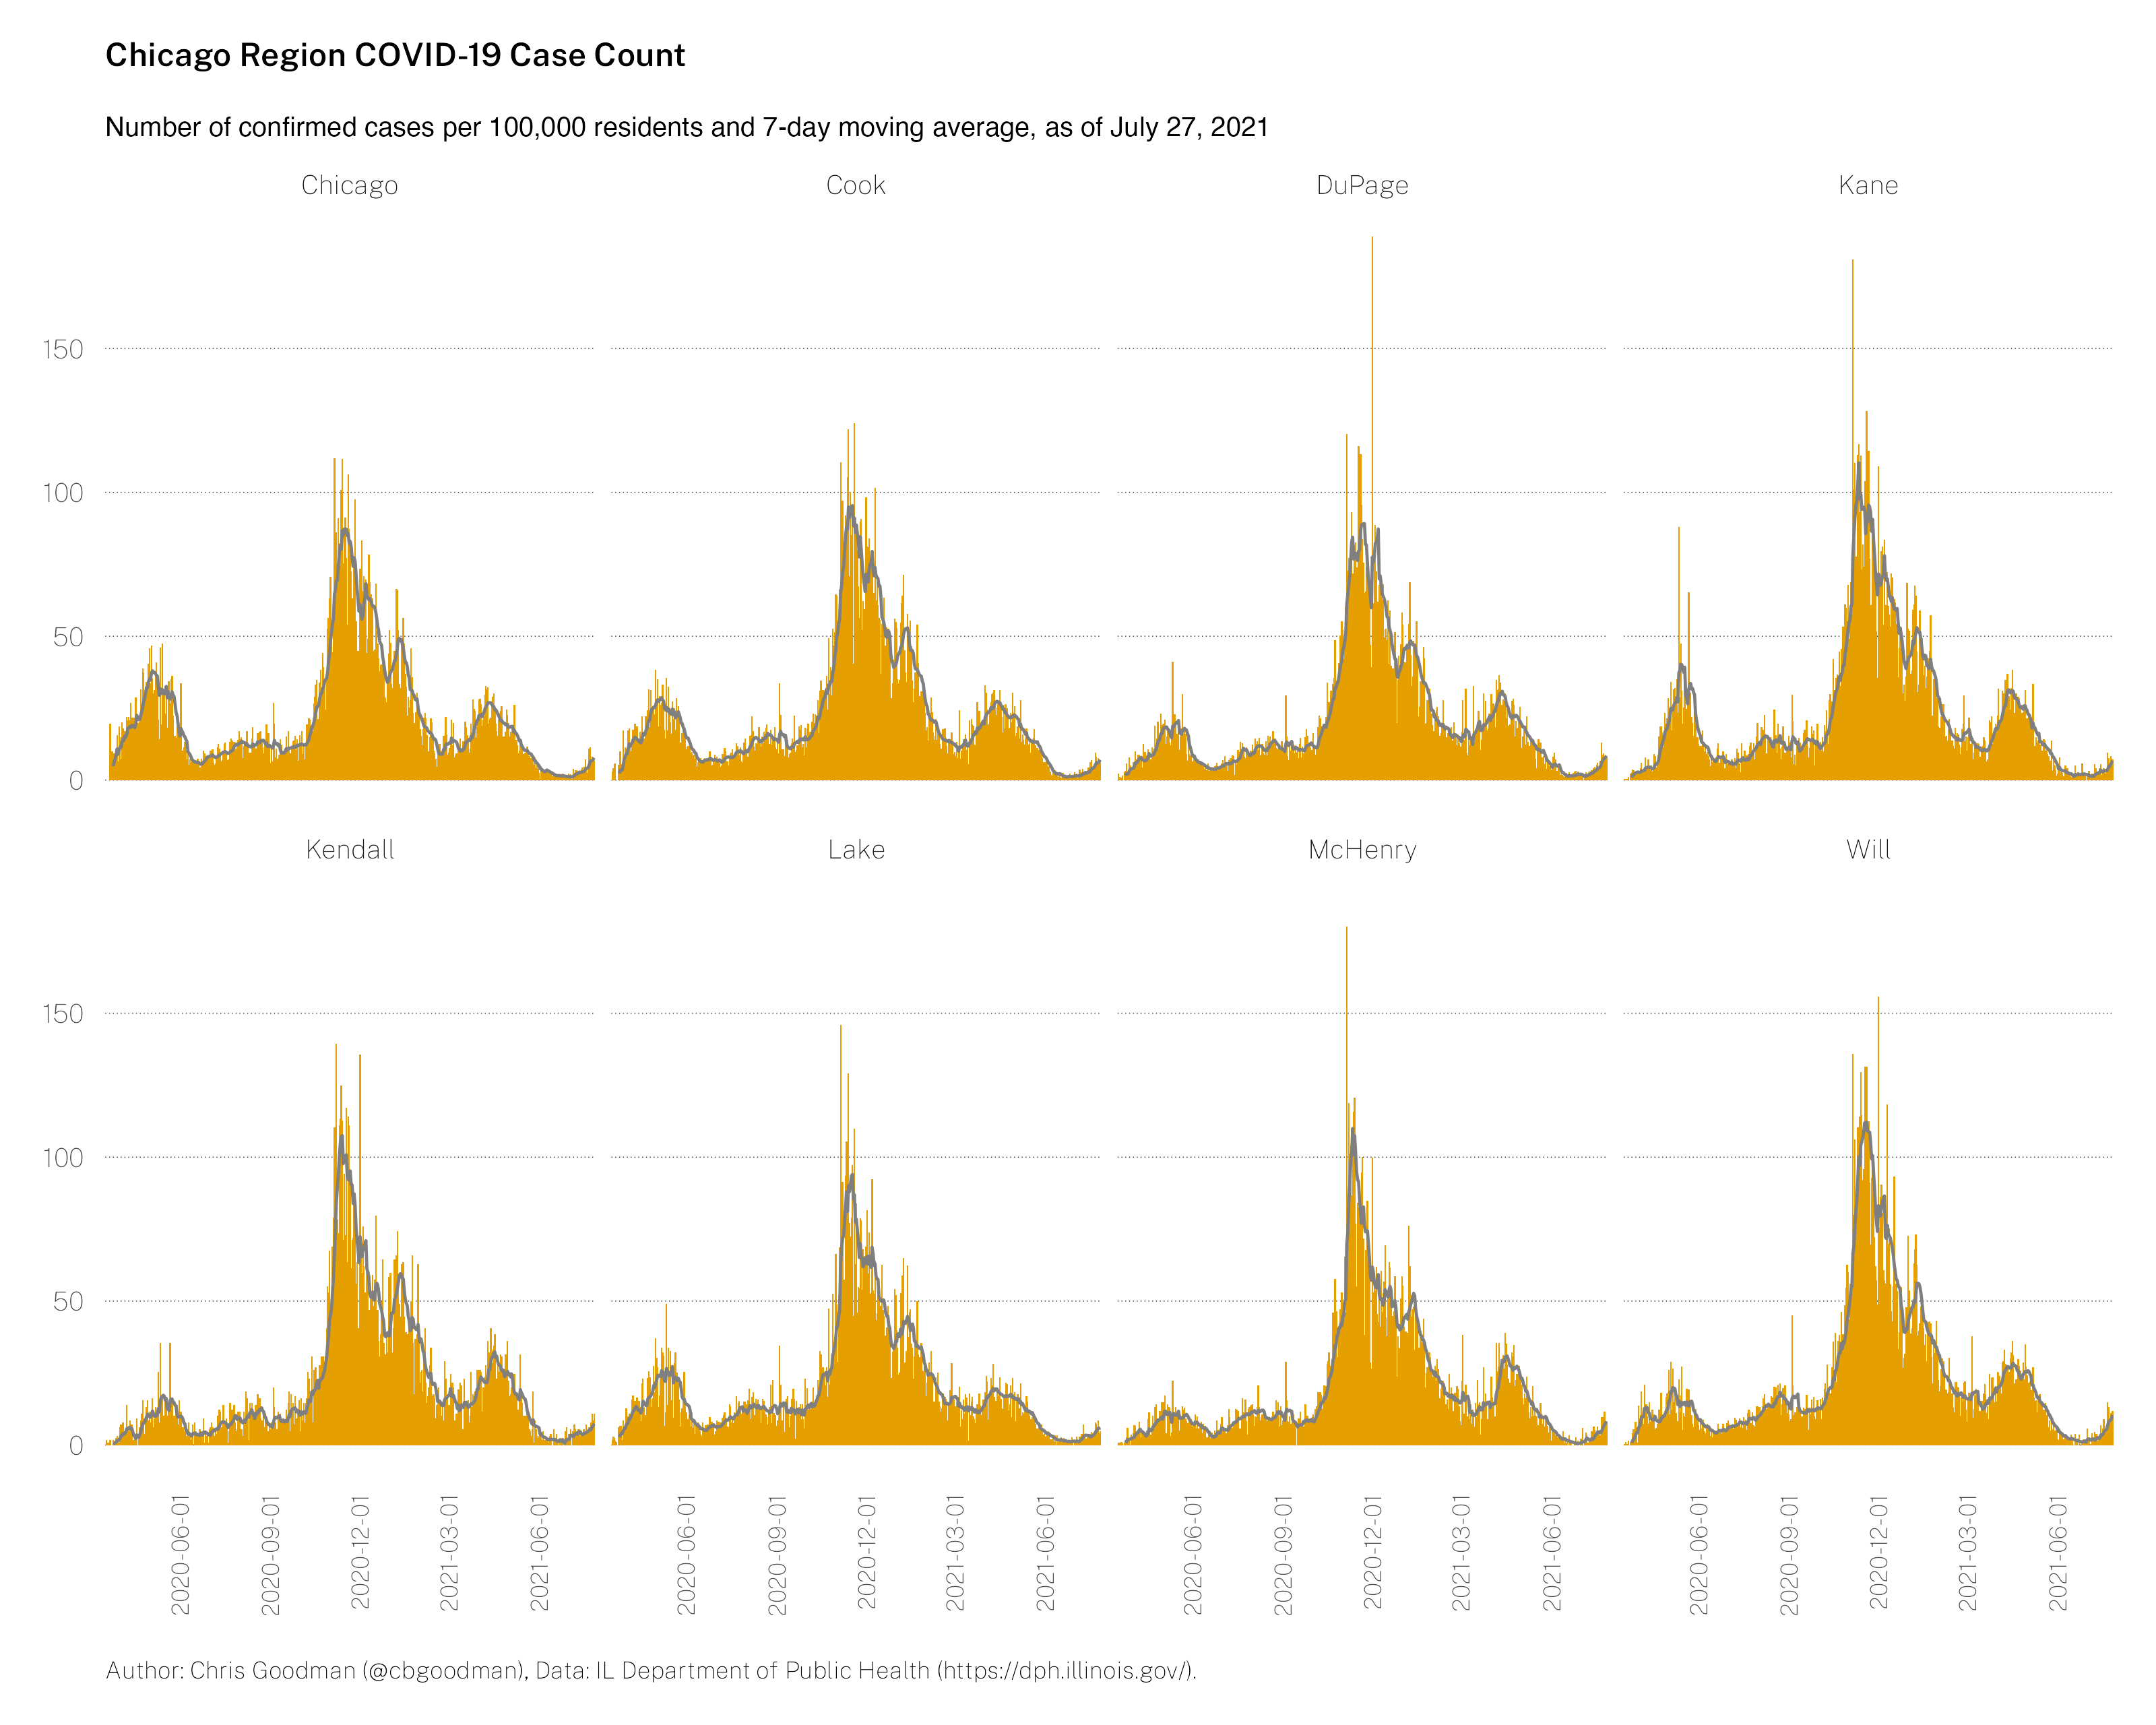 Chicago Region COVID-19 Case Count
Number of confirmed cases per 100,000 residents and 7-day moving average, as of July 27, 2021
Chicago Cook DuPage Kane
150
100
50
0
Kendall Lake McHenry Will
150
100
50
0
2020-06-01 2020-09-01 2020-12-01 2021-03-01 2021-06-01 2020-06-01 2020-09-01 2020-12-01 2021-03-01 2021-06-01 2020-06-01 2020-09-01 2020-12-01 2021-03-01 2021-06-01 2020-06-01 2020-09-01 2020-12-01 2021-03-01 2021-06-01
Author: Chris Goodman (@cbgoodman), Data: IL Department of Public Health (https://dph.illinois.gov/).